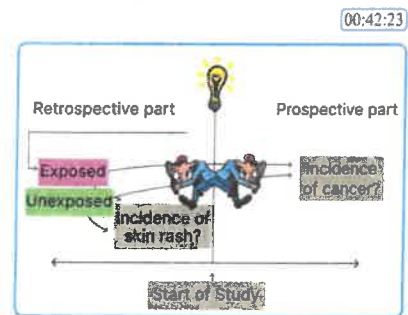 00:42:23
Retrospective part
Prospective part
Exposed
Unexposed
Incidence of
skin rash?
Incidence
of cancer?
Start of Study